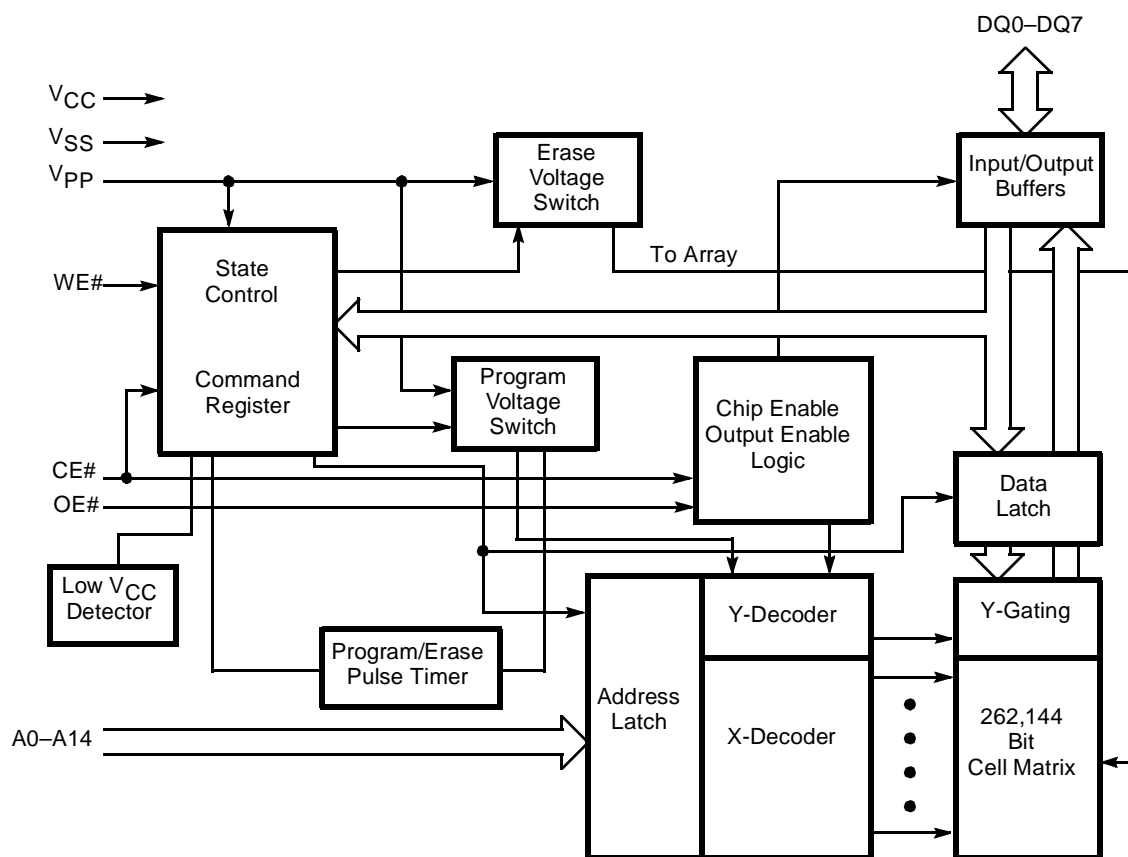 DQ0–DQ7
VCC
VSS
VPP
Erase
Voltage
Switch
Input/Output
Buffers
To Array
WE#
State
Control
Command
Register
Program
Voltage
Switch
Chip Enable
Output Enable
Logic
CE#
OE#
Data
Latch
Low VCC
Detector
Program/Erase
Pulse Timer
Address
Latch
Y-Decoder
Y-Gating
X-Decoder
262,144
Bit
Cell Matrix
A0–A14